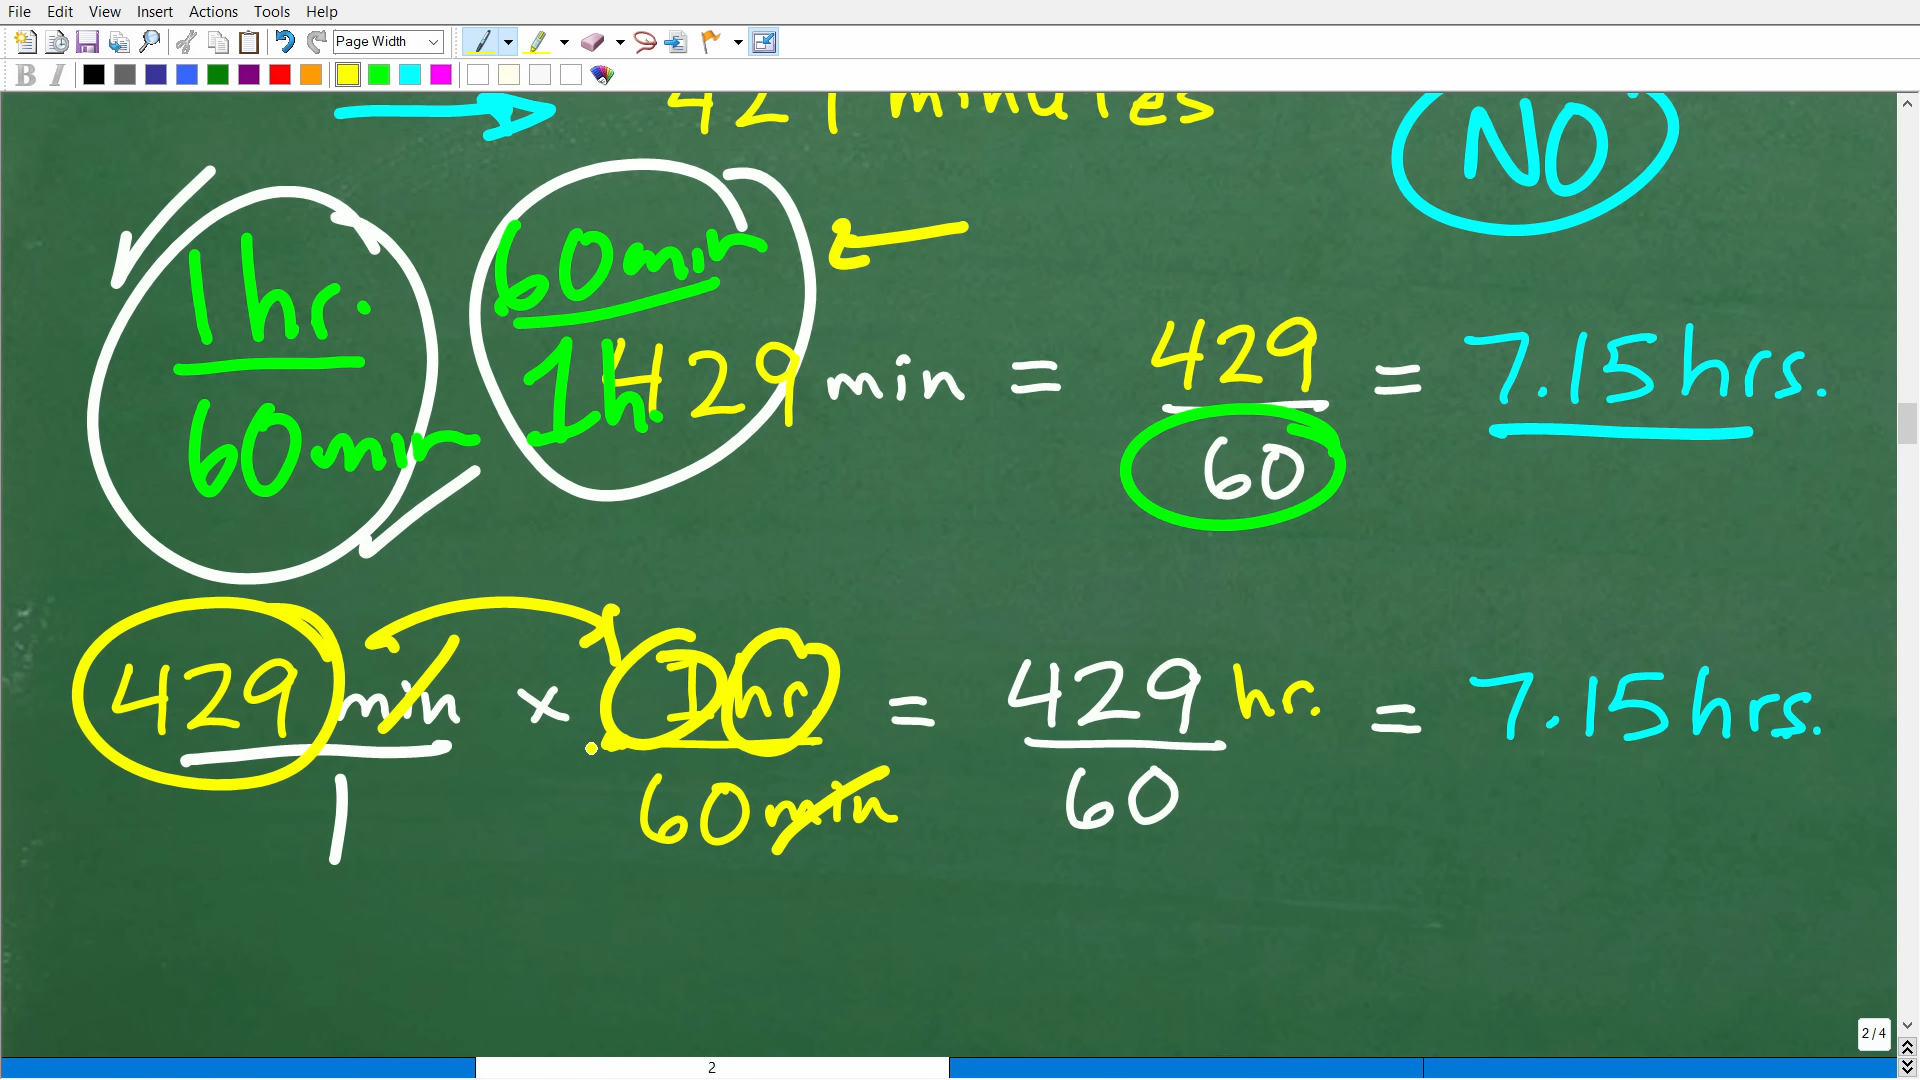 File Edit View Insert Actions Tools Help
Page Width
B I
minutes
NO
1 hr.
60 min
60 min
1 h.
429 min = 429 = 7.15 hrs.
60
429 min x 1 hr = 429 hr. = 7.15 hrs.
1 60 min 60
2 / 4
2